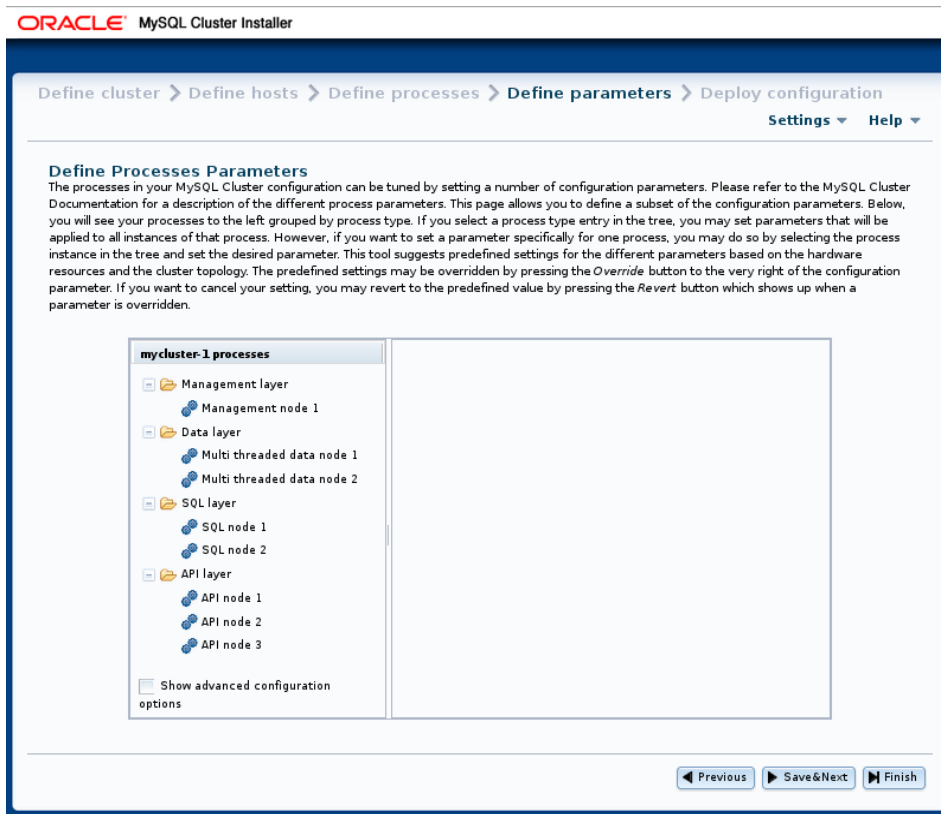 ORACLE® MySQL Cluster Installer
Define cluster > Define hosts > Define processes > Define parameters > Deploy configuration
Settings Help
Define Processes Parameters
The processes in your MySQL Cluster configuration can be tuned by setting a number of configuration parameters. Please refer to the MySQL Cluster
Documentation for a description of the different process parameters. This page allows you to define a subset of the configuration parameters. Below,
you will see your processes to the left grouped by process type. If you select a process type entry in the tree, you may set parameters that will be
applied to all instances of that process. However, if you want to set a parameter specifically for one process, you may do so by selecting the process
instance in the tree and set the desired parameter. This tool suggests predefined settings for the different parameters based on the hardware
resources and the cluster topology. The predefined settings may be overridden by pressing the Override button to the very right of the configuration
parameter. If you want to cancel your setting, you may revert to the predefined value by pressing the Revert button which shows up when a
parameter is overridden.
mycluster-1 processes
Management layer
Management node 1
Data layer
Multi threaded data node 1
Multi threaded data node 2
SQL layer
SQL node 1
SQL node 2
API layer
API node 1
API node 2
API node 3
Show advanced configuration
options
Previous Save&Next Finish